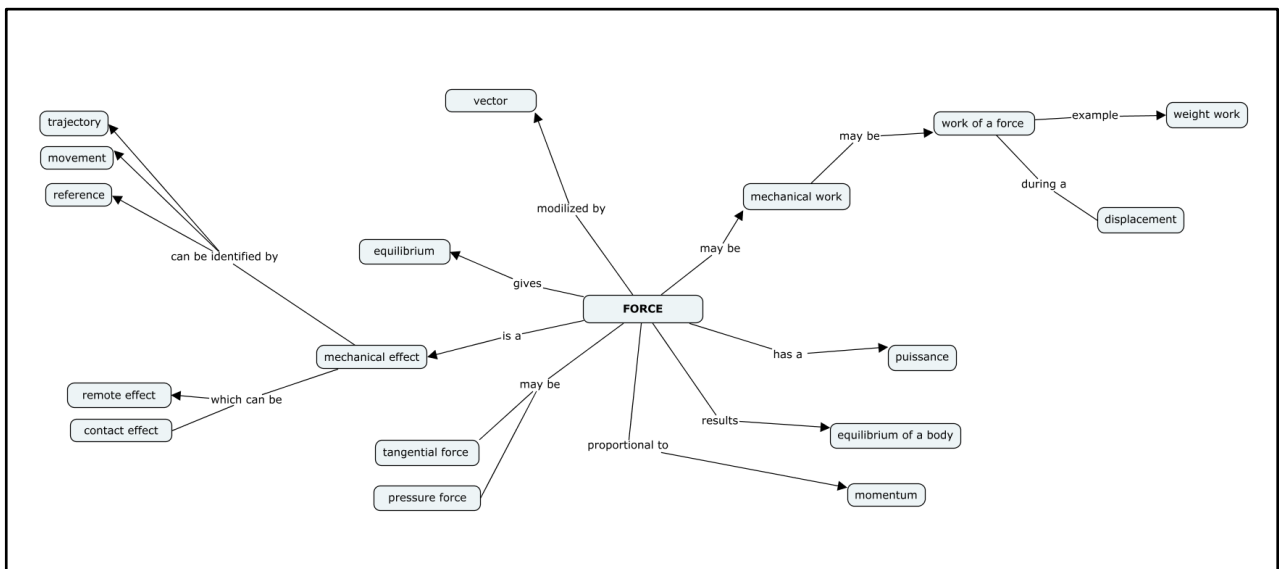 vector
trajectory
movement
reference
work of a force
example
weight work
may be
during a
displacement
mechanical work
modilized by
may be
equilibrium
can be identified by
gives
FORCE
is a
mechanical effect
has a
puissance
remote effect
which can be
contact effect
may be
results
equilibrium of a body
tangential force
proportional to
pressure force
momentum